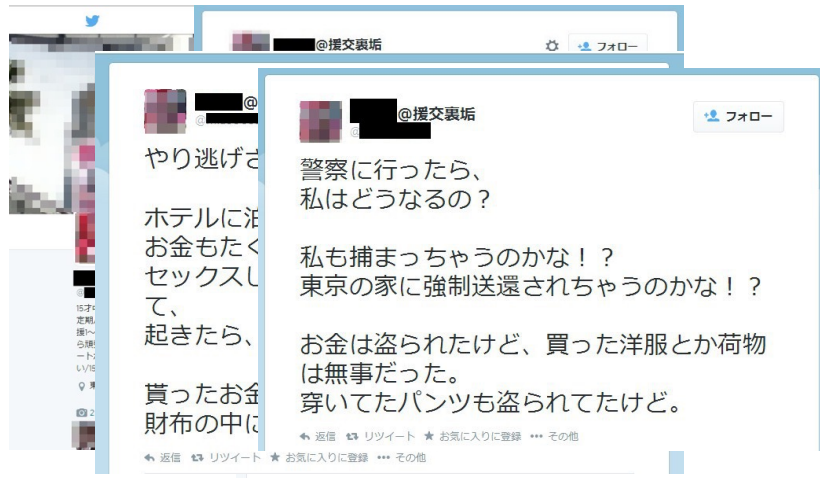 @援交裏垢
フォロー
@援交裏垢
フォロー
警察に行ったら、
私はどうなるの？
私も捕まっちゃうのかな！？
東京の家に強制送還されちゃうのかな！？
お金は盗られたけど、買った洋服とか荷物
は無事だった。
穿いてたパンツも盗られてたけど。
返信 リツイート お気に入りに登録 その他
やり逃げさ
ホテルに泊
お金もたく
セックスし
て、
起きたら、
貰ったお金
財布の中に
返信 リツイート お気に入りに登録 その他